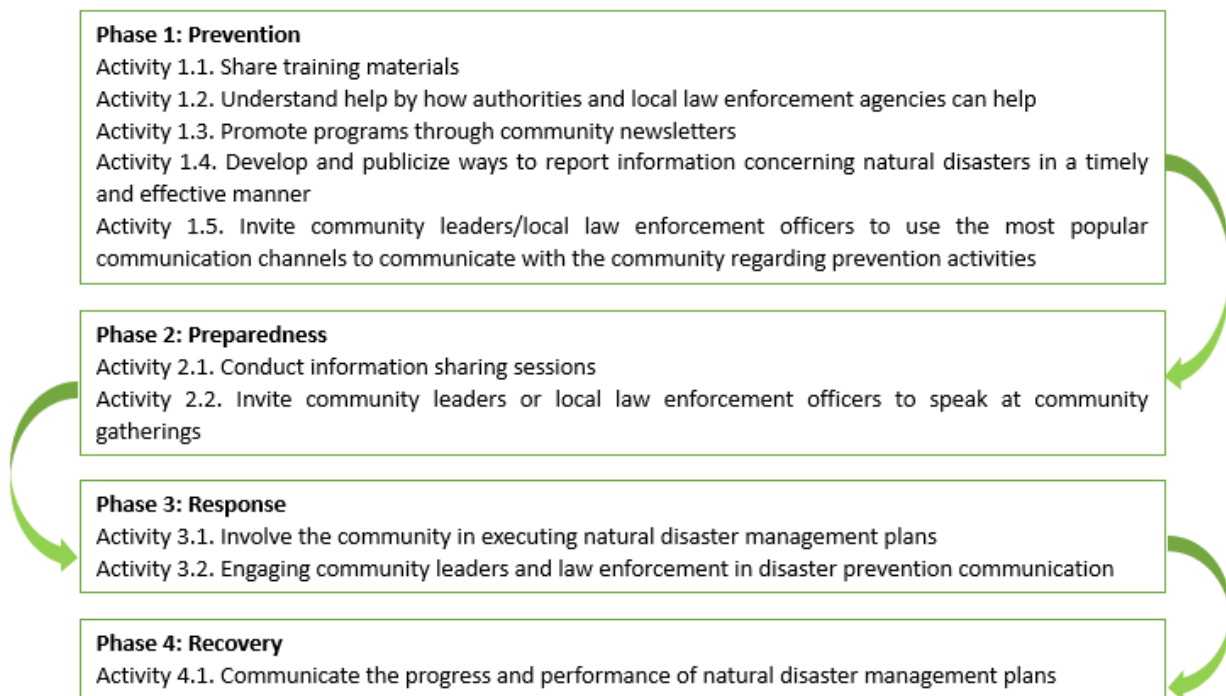 Phase 1: Prevention
Activity 1.1. Share training materials
Activity 1.2. Understand help by how authorities and local law enforcement agencies can help
Activity 1.3. Promote programs through community newsletters
Activity 1.4. Develop and publicize ways to report information concerning natural disasters in a timely
and effective manner
Activity 1.5. Invite community leaders/local law enforcement officers to use the most popular
communication channels to communicate with the community regarding prevention activities
Phase 2: Preparedness
Activity 2.1. Conduct information sharing sessions
Activity 2.2. Invite community leaders or local law enforcement officers to speak at community
gatherings
Phase 3: Response
Activity 3.1. Involve the community in executing natural disaster management plans
Activity 3.2. Engaging community leaders and law enforcement in disaster prevention communication
Phase 4: Recovery
Activity 4.1. Communicate the progress and performance of natural disaster management plans